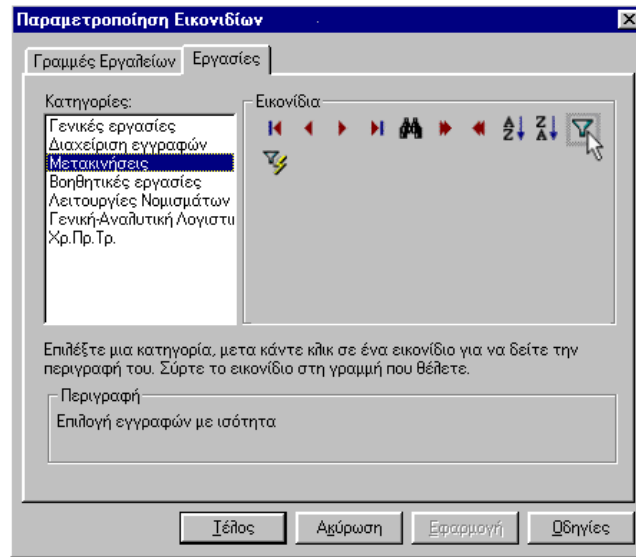 Παραμετροποίηση Εικονιδίων
Γραμμές Εργαλείων
Εργασίες
Κατηγορίες:
Γενικές εργασίες
Διαχείριση εγγραφών
Μετακινήσεις
Βοηθητικές εργασίες
Λειτουργίες Νομισμάτων
Γενική-Αναλυτική Λογιστι
Χρ.Πρ.Τρ.
Εικονίδια
A Z
Z A
Επιλέξτε μια κατηγορία, μετα κάντε κλικ σε ένα εικονίδιο για να δείτε την
περιγραφή του. Σύρτε το εικονίδιο στη γραμμή που θέλετε.
Περιγραφή
Επιλογή εγγραφών με ισότητα
Τέλος
Ακύρωση
Εφαρμογή
Οδηγίες